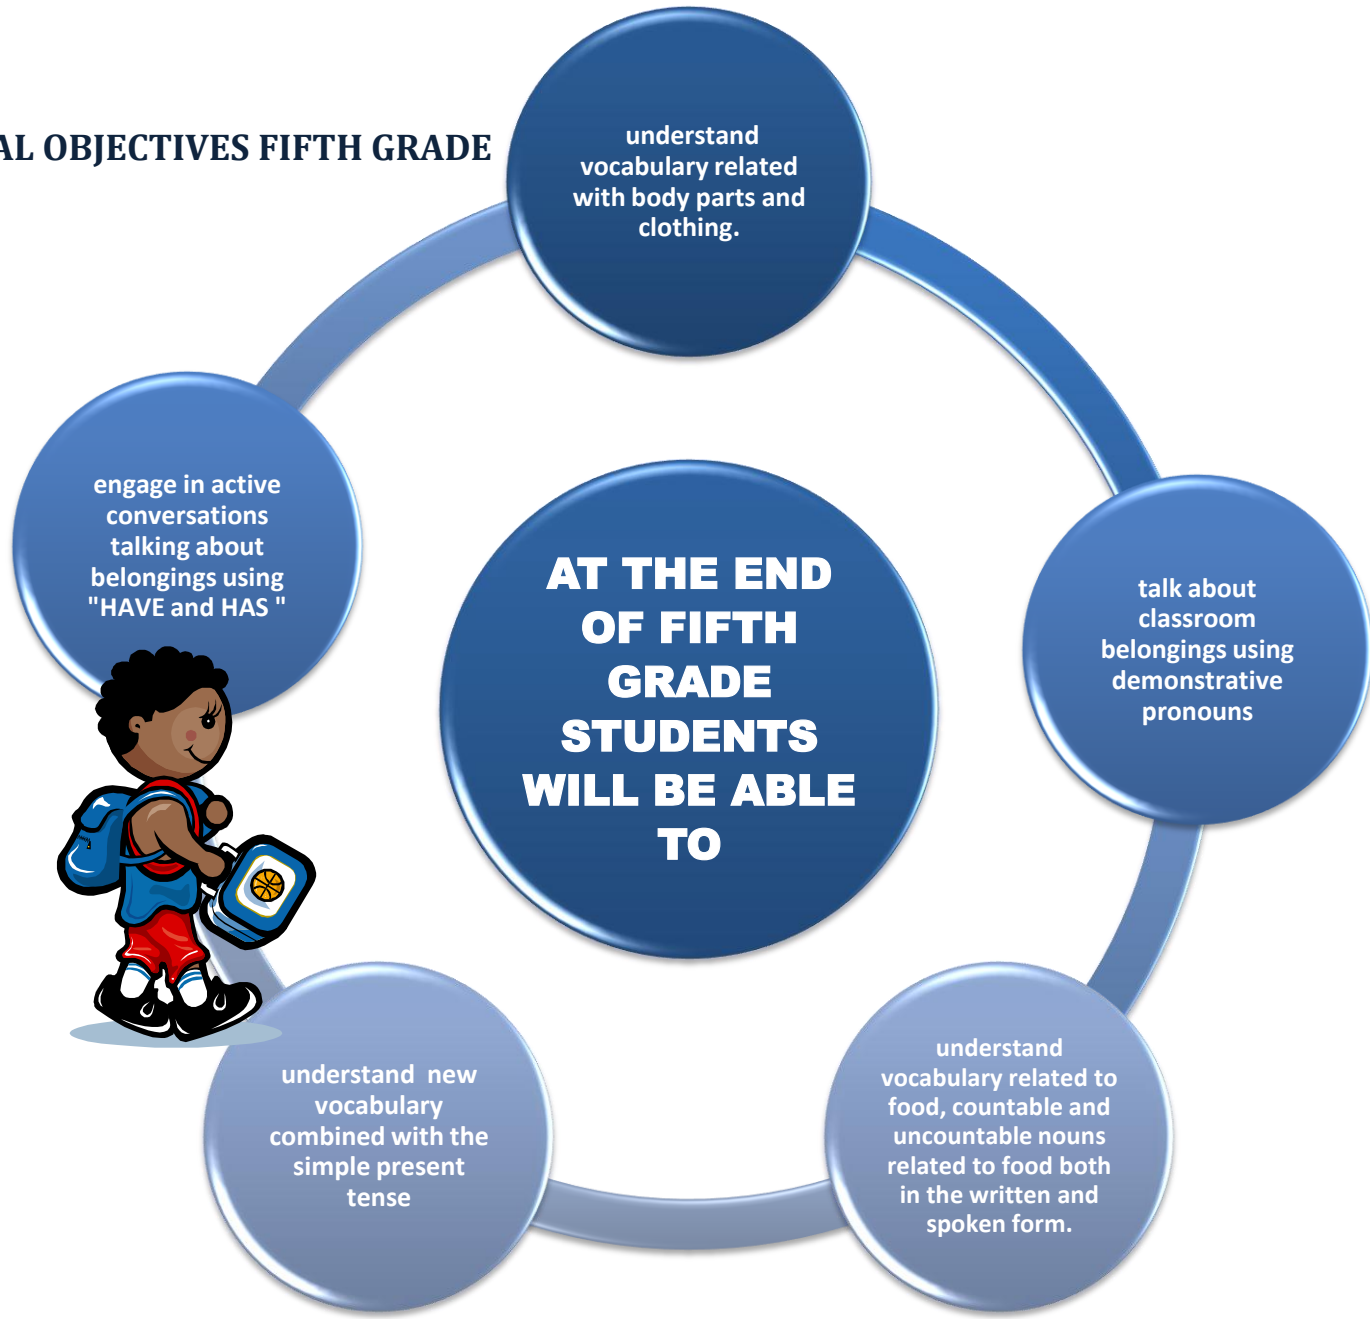 AL OBJECTIVES FIFTH GRADE
understand
vocabulary related
with body parts and
clothing.
engage in active
conversations
talking about
belongings using
"HAVE and HAS "
AT THE END
OF FIFTH
GRADE
STUDENTS
WILL BE ABLE
TO
talk about
classroom
belongings using
demonstrative
pronouns
understand  new
vocabulary
combined with the
simple present
tense
understand
vocabulary related to
food, countable and
uncountable nouns
related to food both
in the written and
spoken form.